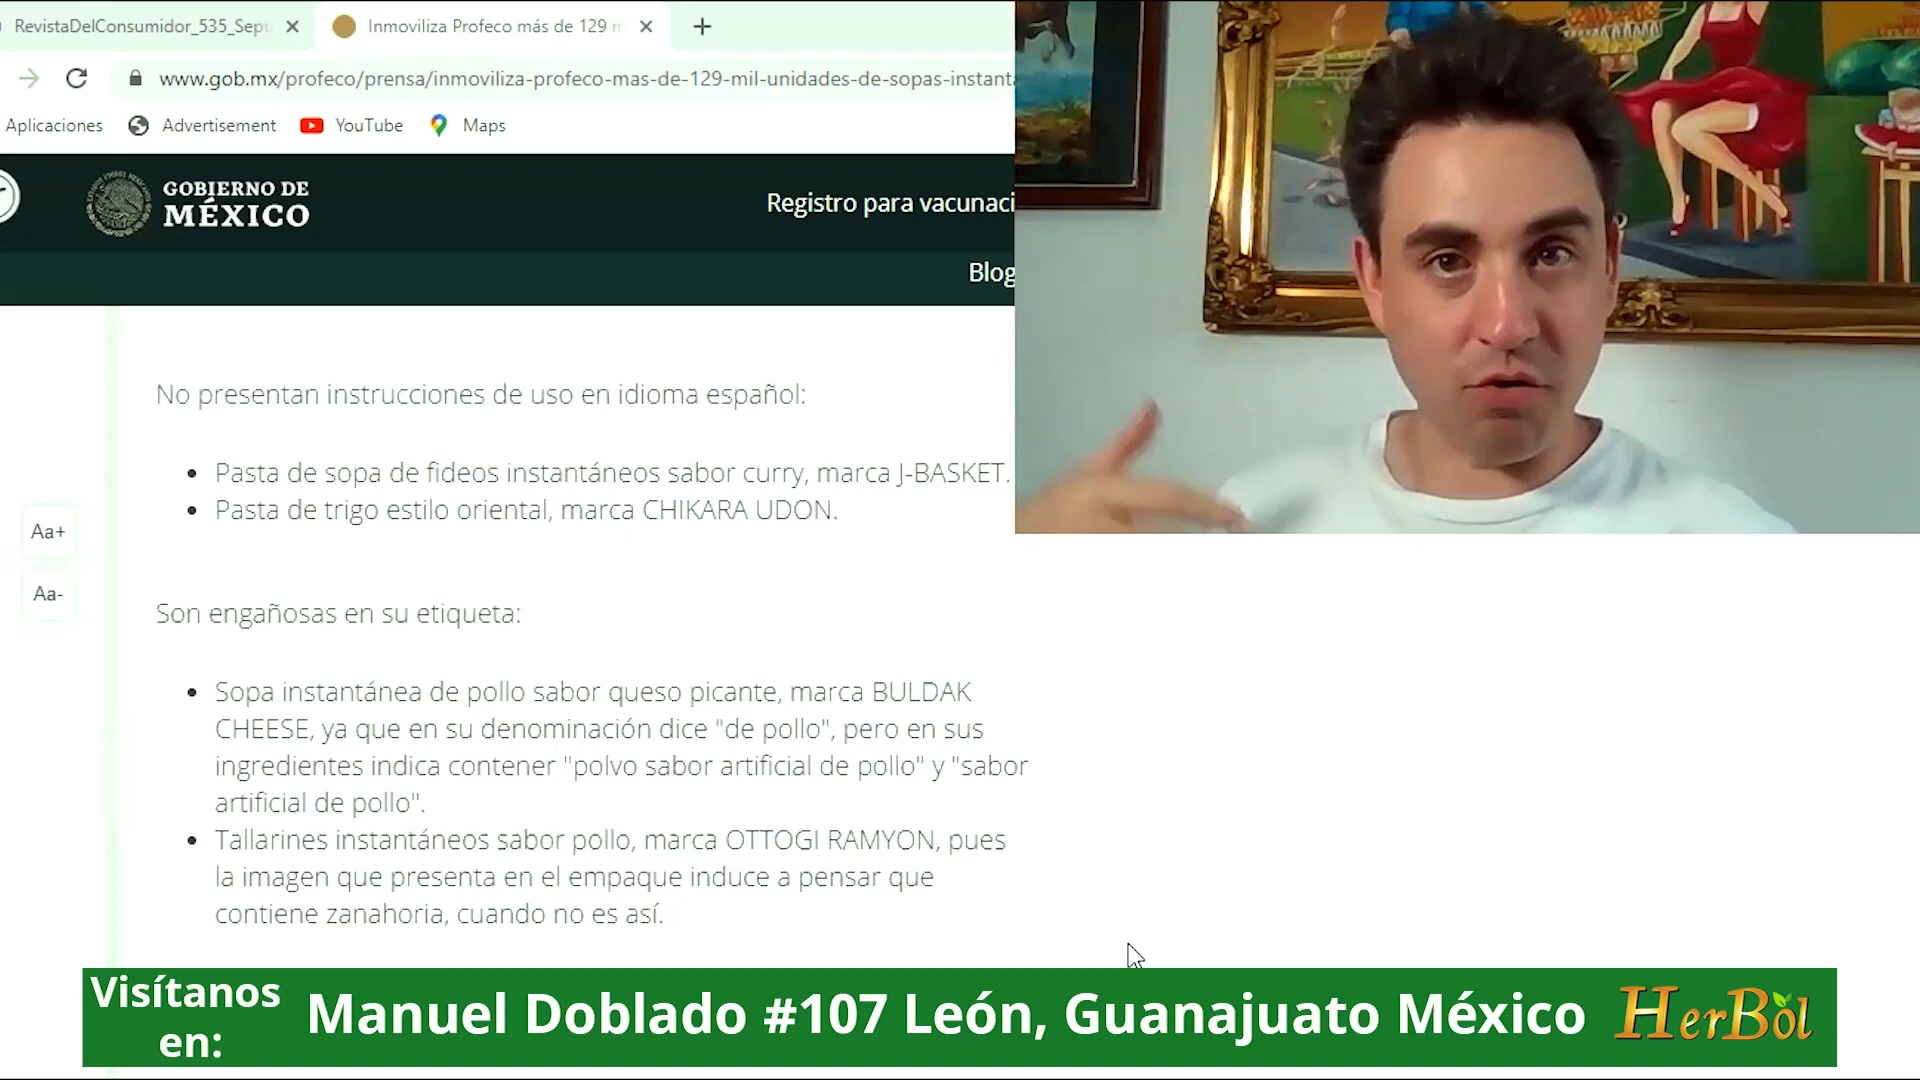 RevistaDelConsumidor_535_Sept
Inmoviliza Profeco más de 129 m
www.gob.mx/profeco/prensa/inmoviliza-profeco-mas-de-129-mil-unidades-de-sopas-instanta
Aplicaciones
Advertisement
YouTube
Maps
GOBIERNO DE
MÉXICO
Registro para vacunaci
Blog
No presentan instrucciones de uso en idioma español:
Pasta de sopa de fideos instantáneos sabor curry, marca J-BASKET.
Pasta de trigo estilo oriental, marca CHIKARA UDON.
Aa+
Aa-
Son engañosas en su etiqueta:
Sopa instantánea de pollo sabor queso picante, marca BULDAK
CHEESE, ya que en su denominación dice "de pollo", pero en sus
ingredientes indica contener "polvo sabor artificial de pollo" y "sabor
artificial de pollo".
Tallarines instantáneos sabor pollo, marca OTTOGI RAMYON, pues
la imagen que presenta en el empaque induce a pensar que
contiene zanahoria, cuando no es así.
Visítanos
en:
Manuel Doblado #107 León, Guanajuato México
HerBol